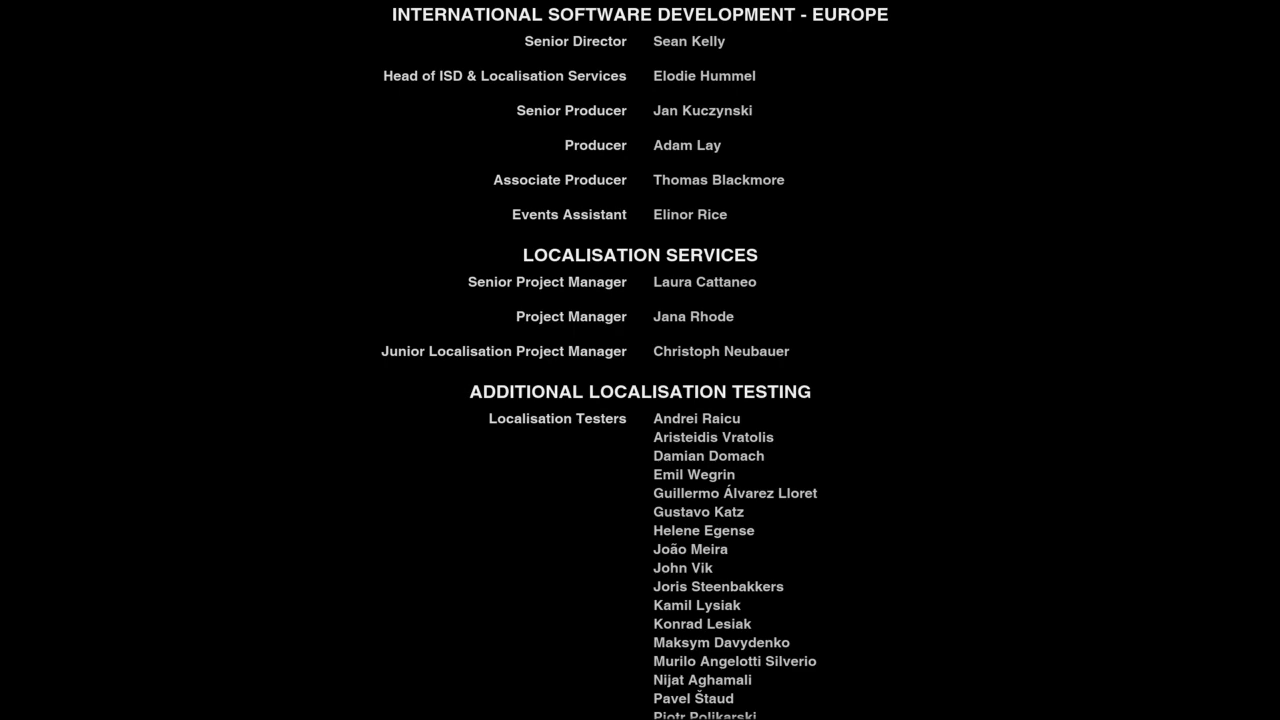 INTERNATIONAL SOFTWARE DEVELOPMENT - EUROPE
Senior Director Sean Kelly
Head of ISD & Localisation Services Elodie Hummel
Senior Producer Jan Kuczynski
Producer Adam Lay
Associate Producer Thomas Blackmore
Events Assistant Elinor Rice
LOCALISATION SERVICES
Senior Project Manager Laura Cattaneo
Project Manager Jana Rhode
Junior Localisation Project Manager Christoph Neubauer
ADDITIONAL LOCALISATION TESTING
Localisation Testers Andrei Raicu
Aristeidis Vratolis
Damian Domach
Emil Wegrin
Guillermo Álvarez Lloret
Gustavo Katz
Helene Egense
João Meira
John Vik
Joris Steenbakkers
Kamil Lysiak
Konrad Lesiak
Maksym Davydenko
Murilo Angelotti Silverio
Nijat Aghamali
Pavel Štaud
Piotr Polikarski